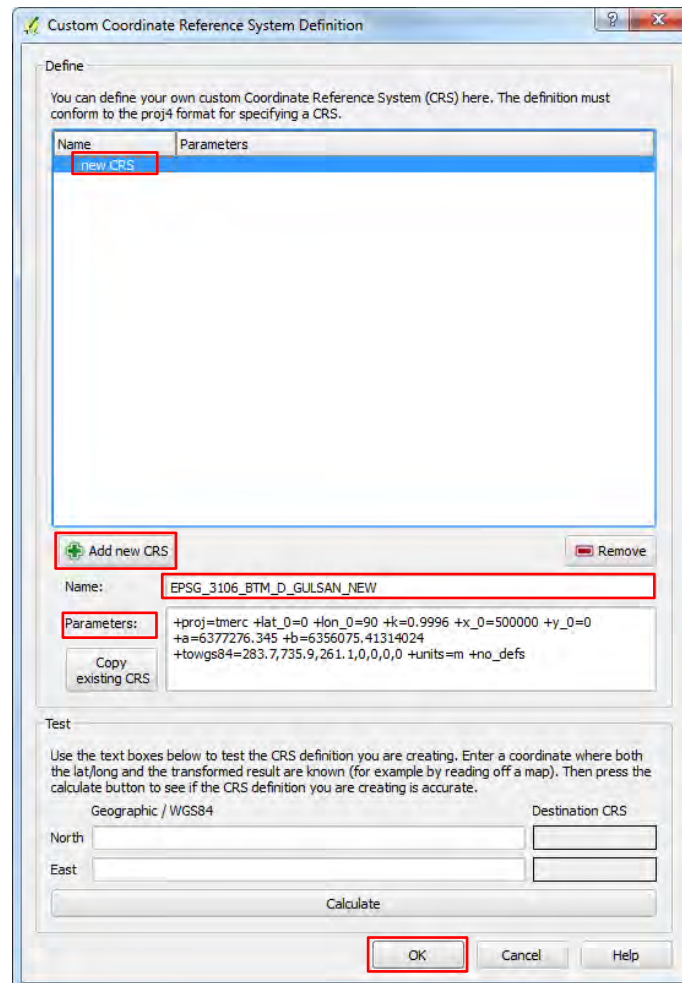 Custom Coordinate Reference System Definition
Define
You can define your own custom Coordinate Reference System (CRS) here. The definition must
conform to the proj4 format for specifying a CRS.
Name Parameters
new CRS
Add new CRS Remove
Name: EPSG_3106_BTM_D_GULSAN_NEW
Parameters: +proj=tmerc +lat_0=0 +lon_0=90 +k=0.9996 +x_0=500000 +y_0=0
+a=6377276.345 +b=6356075.41314024
+towgs84=283.7,735.9,261.1,0,0,0,0 +units=m +no_defs
Copy
existing CRS
Test
Use the text boxes below to test the CRS definition you are creating. Enter a coordinate where both
the lat/long and the transformed result are known (for example by reading off a map). Then press the
calculate button to see if the CRS definition you are creating is accurate.
Geographic / WGS84 Destination CRS
North
East
Calculate
OK Cancel Help